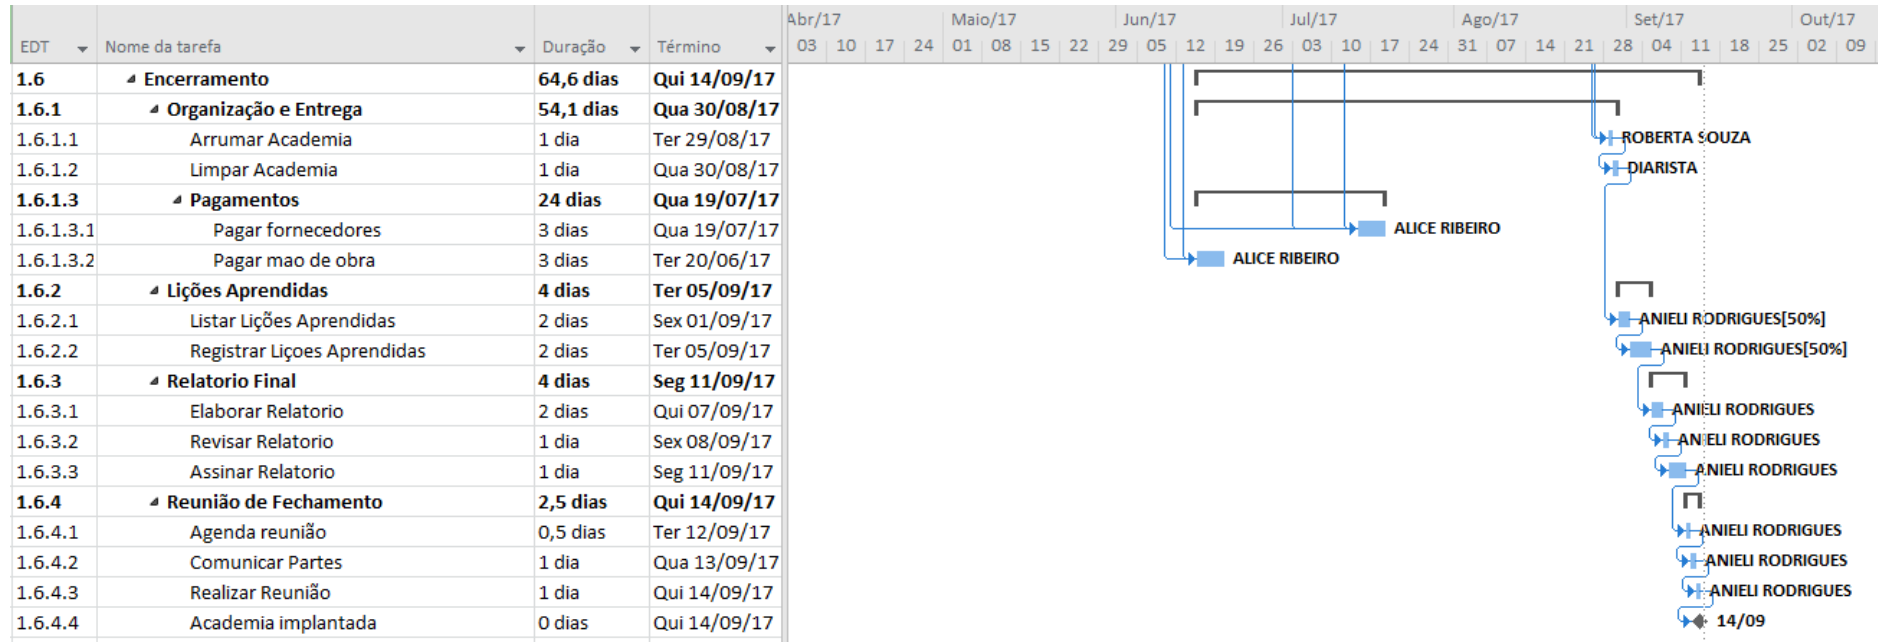 Abr/17 Maio/17 Jun/17 Jul/17 Ago/17 Set/17 Out/17
EDT Nome da tarefa Duração Término 03 10 17 24 01 08 15 22 29 05 12 19 26 03 10 17 24 31 07 14 21 28 04 11 18 25 02 09
1.6 Encerramento 64,6 dias Qui 14/09/17
1.6.1 Organização e Entrega 54,1 dias Qua 30/08/17
1.6.1.1 Arrumar Academia 1 dia Ter 29/08/17 ROBERTA SOUZA
1.6.1.2 Limpar Academia 1 dia Qua 30/08/17 DIARISTA
1.6.1.3 Pagamentos 24 dias Qua 19/07/17
1.6.1.3.1 Pagar fornecedores 3 dias Qua 19/07/17 ALICE RIBEIRO
1.6.1.3.2 Pagar mao de obra 3 dias Ter 20/06/17 ALICE RIBEIRO
1.6.2 Lições Aprendidas 4 dias Ter 05/09/17
1.6.2.1 Listar Lições Aprendidas 2 dias Sex 01/09/17 ANIELI RODRIGUES[50%]
1.6.2.2 Registrar Liçoes Aprendidas 2 dias Ter 05/09/17 ANIELI RODRIGUES[50%]
1.6.3 Relatorio Final 4 dias Seg 11/09/17
1.6.3.1 Elaborar Relatorio 2 dias Qui 07/09/17 ANIELI RODRIGUES
1.6.3.2 Revisar Relatorio 1 dia Sex 08/09/17 ANIELI RODRIGUES
1.6.3.3 Assinar Relatorio 1 dia Seg 11/09/17 ANIELI RODRIGUES
1.6.4 Reunião de Fechamento 2,5 dias Qui 14/09/17
1.6.4.1 Agenda reunião 0,5 dias Ter 12/09/17 ANIELI RODRIGUES
1.6.4.2 Comunicar Partes 1 dia Qua 13/09/17 ANIELI RODRIGUES
1.6.4.3 Realizar Reunião 1 dia Qui 14/09/17 ANIELI RODRIGUES
1.6.4.4 Academia implantada 0 dias Qui 14/09/17 14/09